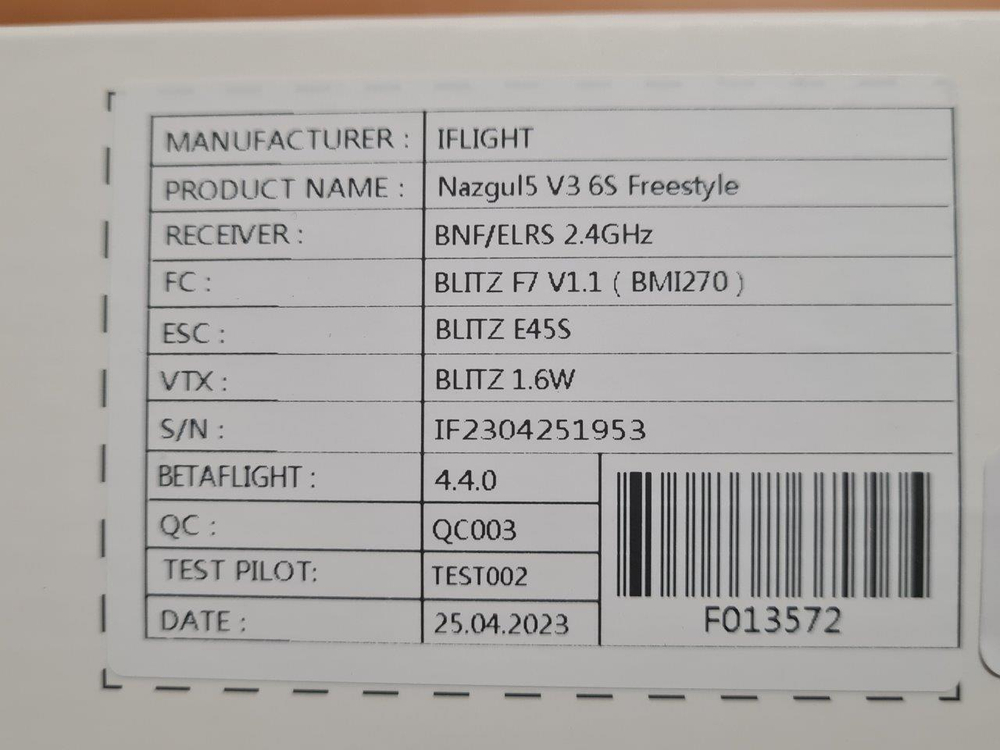 MANUFACTURER : IFLIGHT
PRODUCT NAME : Nazgul5 V3 6S Freestyle
RECEIVER : BNF/ELRS 2.4GHz
FC : BLITZ F7 V1.1 ( BMI270 )
ESC : BLITZ E45S
VTX : BLITZ 1.6W
S/N : IF2304251953
BETAFLIGHT : 4.4.0
QC : QC003
TEST PILOT: TEST002
DATE : 25.04.2023
F013572